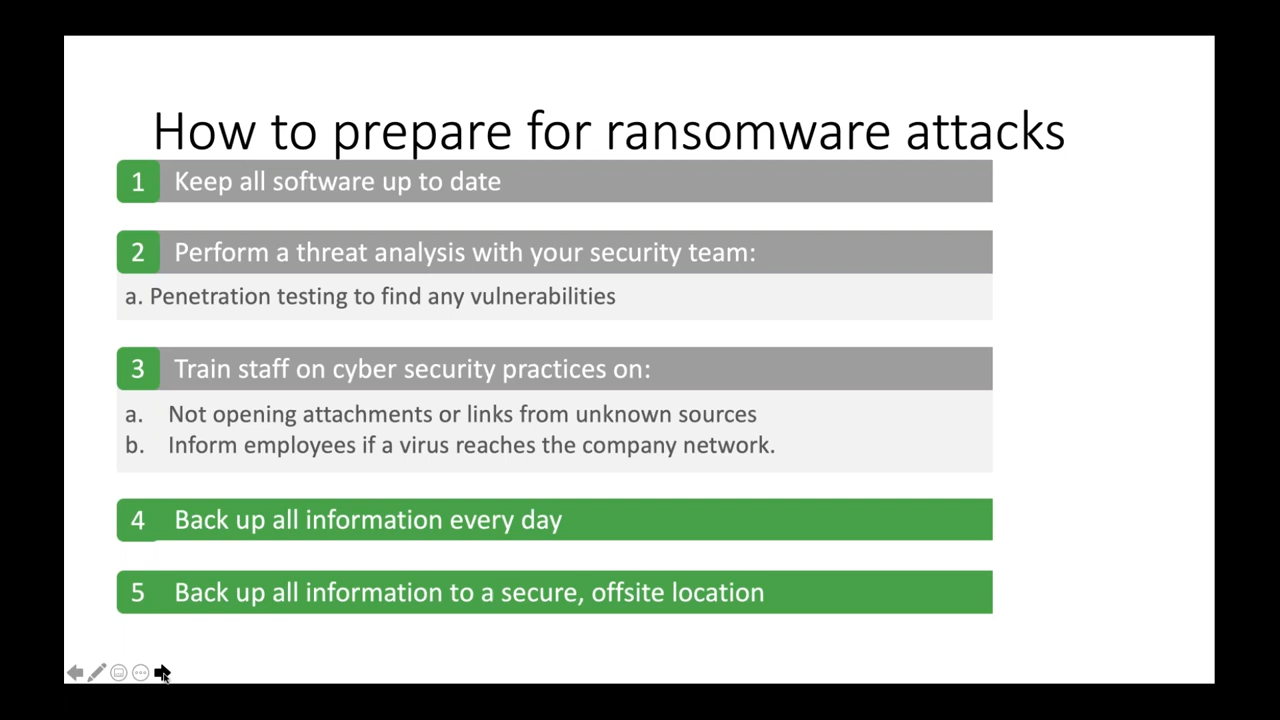 How to prepare for ransomware attacks
1 Keep all software up to date
2 Perform a threat analysis with your security team:
a. Penetration testing to find any vulnerabilities
3 Train staff on cyber security practices on:
a. Not opening attachments or links from unknown sources
b. Inform employees if a virus reaches the company network.
4 Back up all information every day
5 Back up all information to a secure, offsite location